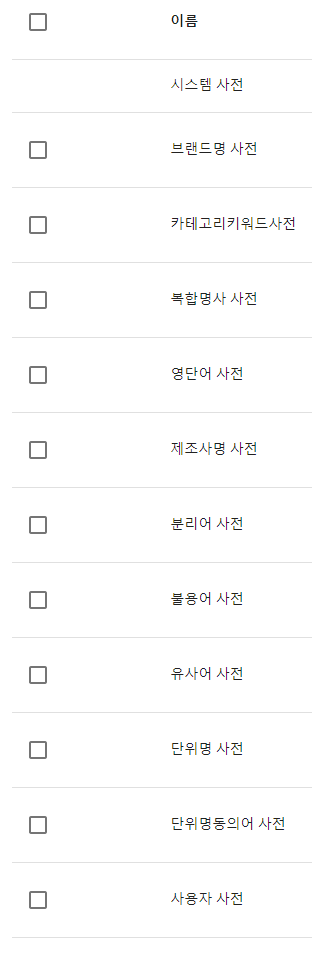 이름
시스템 사전
브랜드명 사전
카테고리키워드사전
복합명사 사전
영단어 사전
제조사명 사전
분리어 사전
불용어 사전
유사어 사전
단위명 사전
단위명동의어 사전
사용자 사전